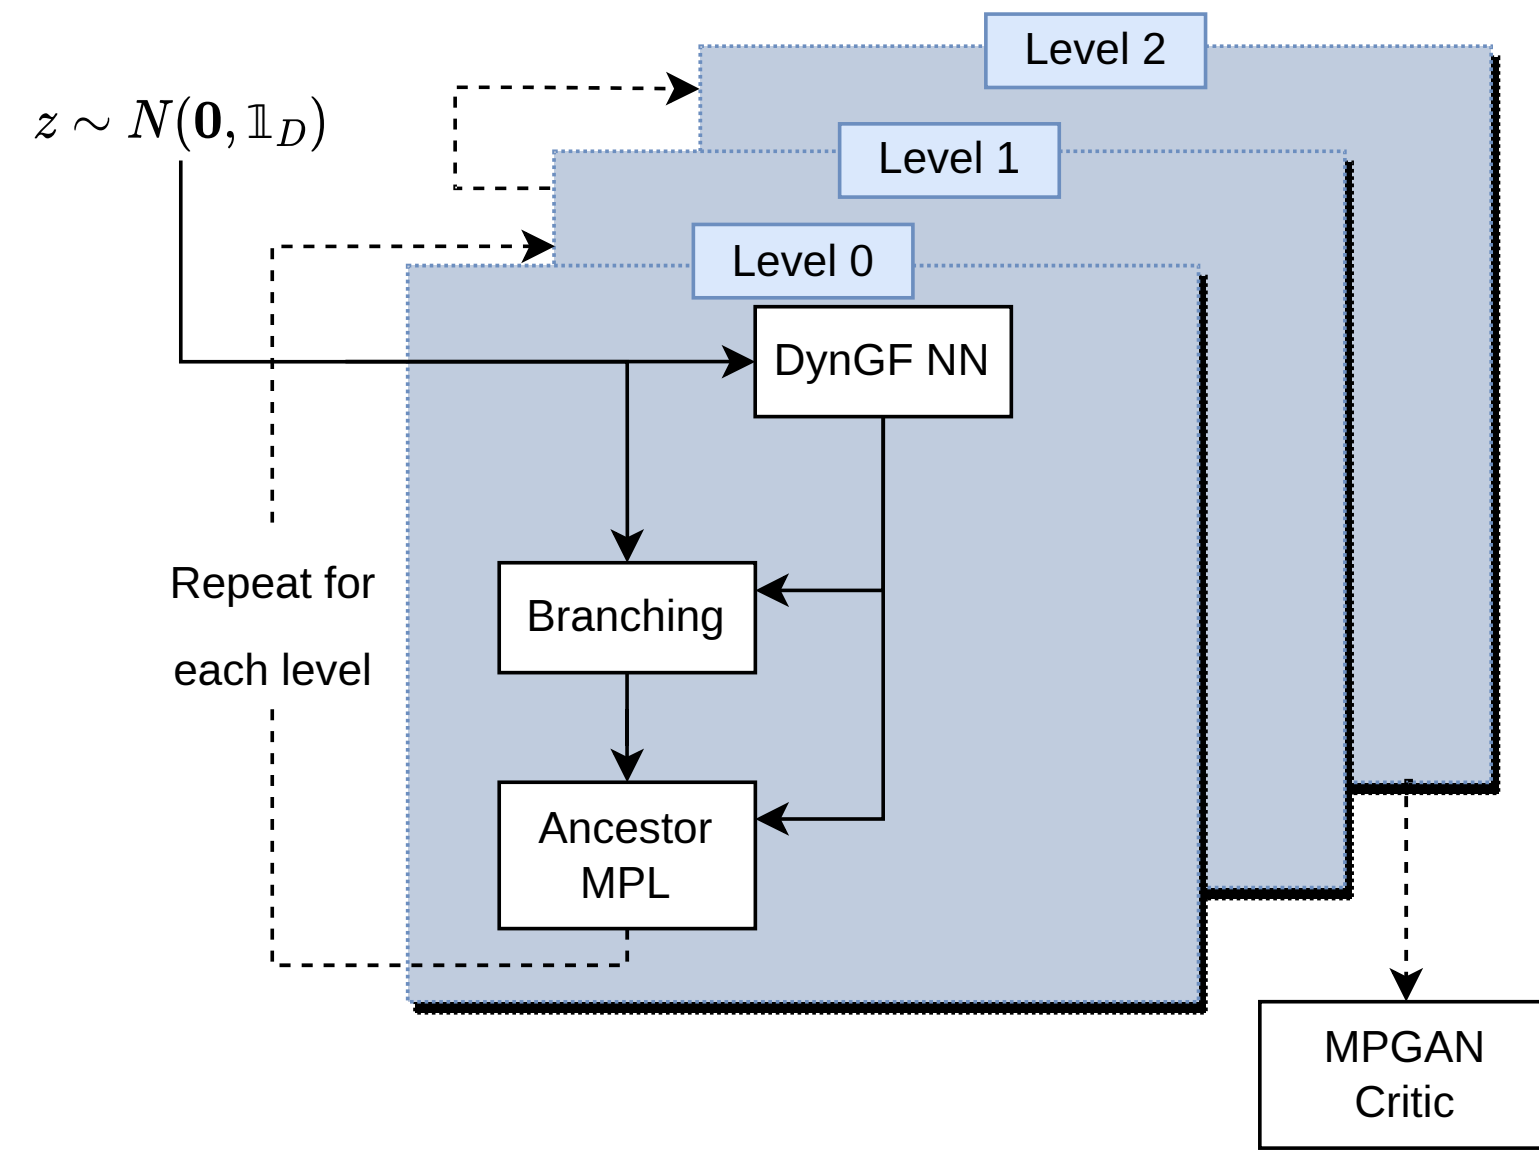 Level 2
z ∼ N(0, 𝟙_D)
Level 1
Level 0
DynGF NN
Repeat for
each level
Branching
Ancestor
MPL
MPGAN
Critic